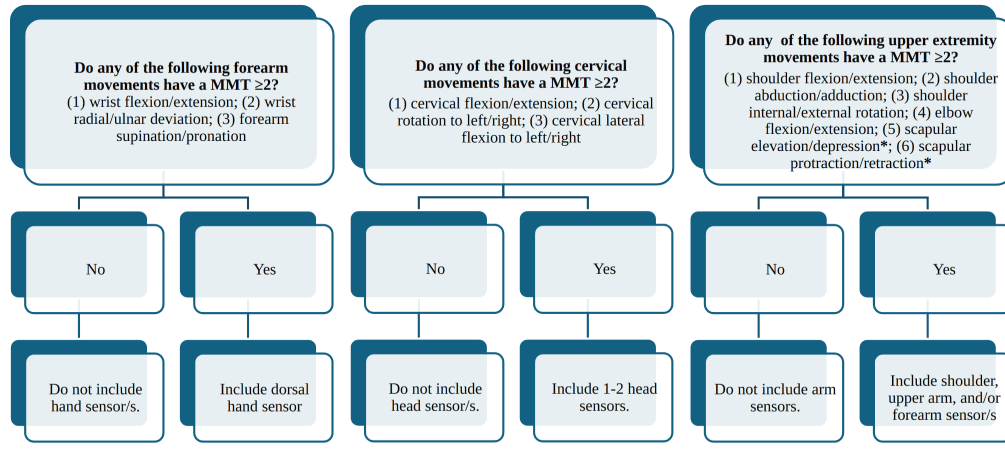 Do any of the following forearm
movements have a MMT ≥2?
(1) wrist flexion/extension; (2) wrist
radial/ulnar deviation; (3) forearm
supination/pronation
Do any of the following cervical
movements have a MMT ≥2?
(1) cervical flexion/extension; (2) cervical
rotation to left/right; (3) cervical lateral
flexion to left/right
Do any  of the following upper extremity
movements have a MMT ≥2?
(1) shoulder flexion/extension; (2) shoulder
abduction/adduction; (3) shoulder
internal/external rotation; (4) elbow
flexion/extension; (5) scapular
elevation/depression*; (6) scapular
protraction/retraction*
No
Yes
No
Yes
No
Yes
Do not include
hand sensor/s.
Include dorsal
hand sensor
Do not include
head sensor/s.
Include 1-2 head
sensors.
Do not include arm
sensors.
Include shoulder,
upper arm, and/or
forearm sensor/s